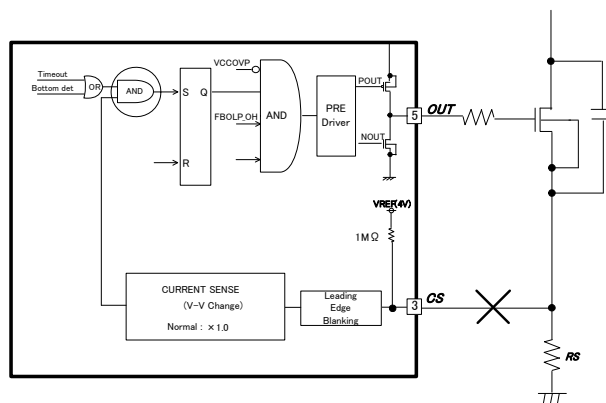 VCCOVP
Timeout
Bottom det
OR
AND
S
Q
R
FBOLP_OH
AND
PRE
Driver
POUT
NOUT
5
OUT
VREF(4V)
1MΩ
CURRENT SENSE
(V-V Change)
Normal : ×1.0
Leading
Edge
Blanking
3
CS
RS